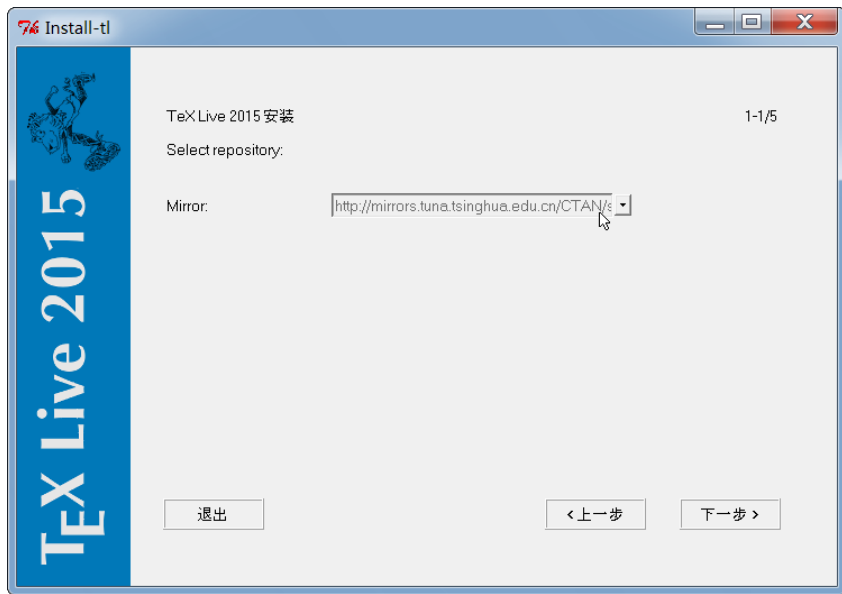 Install-tl
TeX Live 2015
TeX Live 2015 安装
1-1/5
Select repository:
Mirror:
http://mirrors.tuna.tsinghua.edu.cn/CTAN/s
退出
<上一步
下一步>